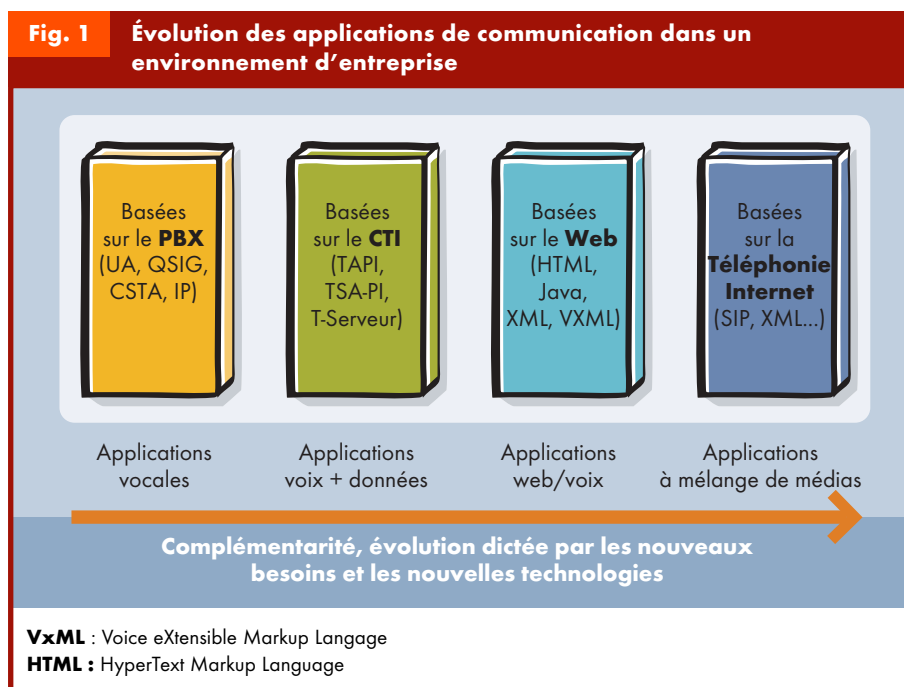 Fig. 1
Évolution des applications de communication dans un
environnement d'entreprise
Basées
sur le PBX
(UA, QSIG,
CSTA, IP)
Basées
sur le CTI
(TAPI,
TSA-PI,
T-Serveur)
Basées
sur le Web
(HTML,
Java,
XML, VXML)
Basées
sur la
Téléphonie
Internet
(SIP, XML...)
Applications
vocales
Applications
voix + données
Applications
web/voix
Applications
à mélange de médias
Complémentarité, évolution dictée par les nouveaux
besoins et les nouvelles technologies
VxML : Voice eXtensible Markup Langage
HTML : HyperText Markup Language